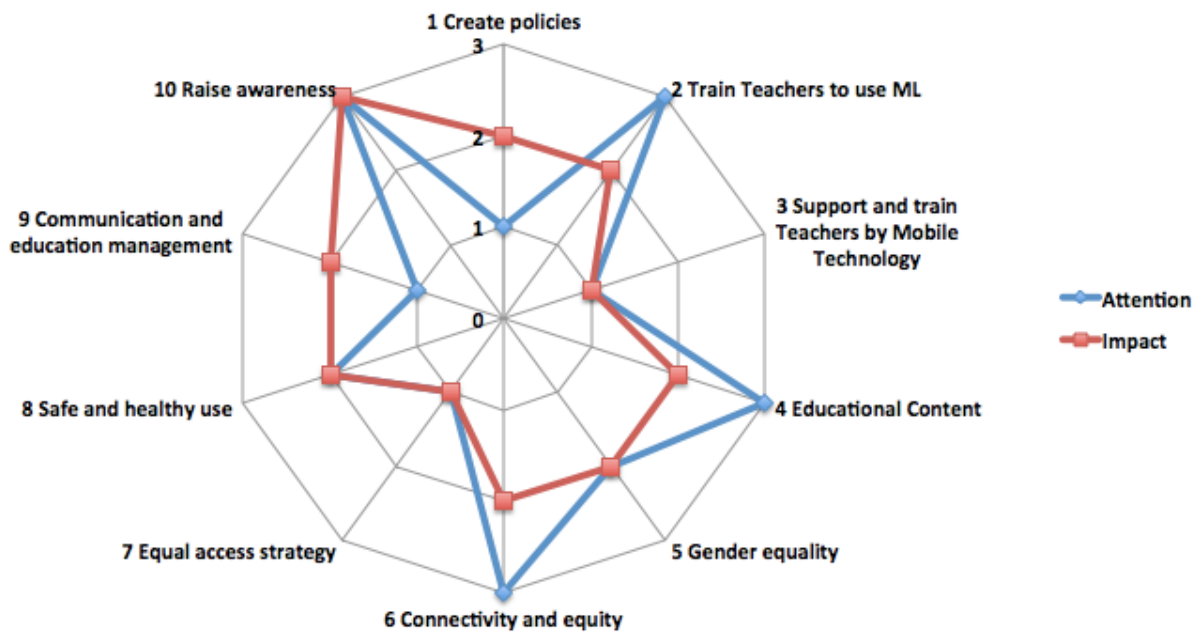 1 Create policies
3
10 Raise awareness
2 Train Teachers to use ML
2
9 Communication and
education management
3 Support and train
Teachers by Mobile
Technology
1
0
Attention
Impact
8 Safe and healthy use
4 Educational Content
7 Equal access strategy
5 Gender equality
6 Connectivity and equity